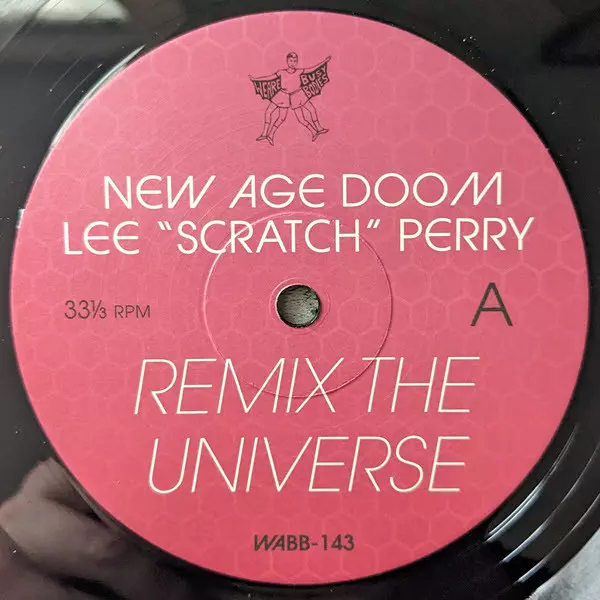 WE ARE BUSY BODIES
NEW AGE DOOM
LEE “SCRATCH” PERRY
33⅓ RPM
A
REMIX THE
UNIVERSE
WABB-143